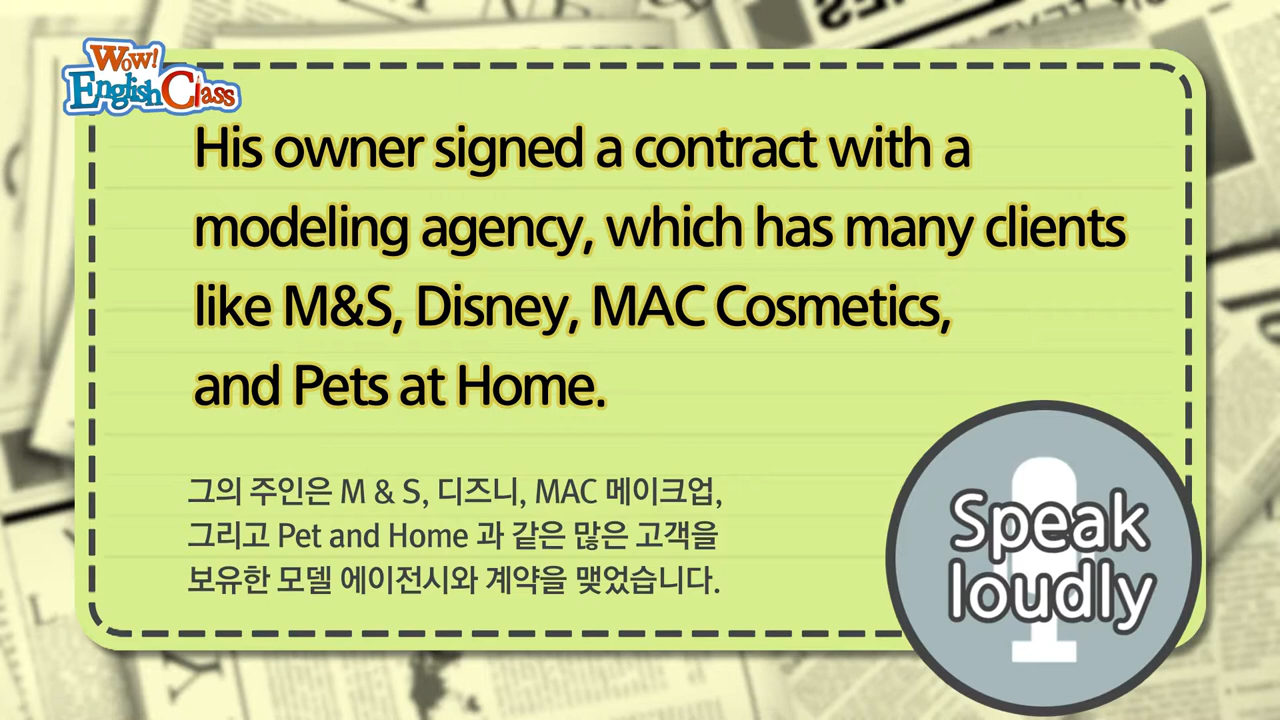 Wow!
English Class
His owner signed a contract with a
modeling agency, which has many clients
like M&S, Disney, MAC Cosmetics,
and Pets at Home.
그의 주인은 M & S, 디즈니, MAC 메이크업,
그리고 Pet and Home 과 같은 많은 고객을
보유한 모델 에이전시와 계약을 맺었습니다.
Speak
loudly